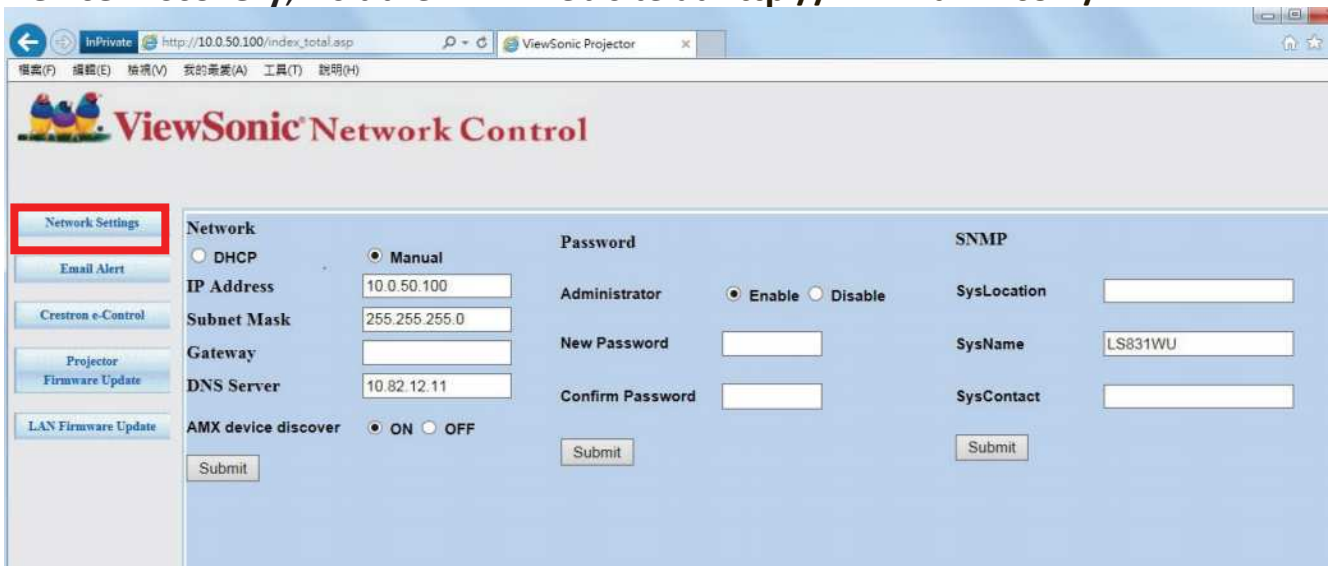 InPrivate http://10.0.50.100/index_total.asp ViewSonic Projector
檔案(F) 編輯(E) 檢視(V) 我的最愛(A) 工具(T) 說明(H)
ViewSonic® Network Control
Network Settings
Email Alert
Crestron e-Control
Projector
Firmware Update
LAN Firmware Update
Network
DHCP Manual
IP Address 10.0.50.100
Subnet Mask 255.255.255.0
Gateway
DNS Server 10.82.12.11
AMX device discover ON OFF
Submit
Password
Administrator Enable Disable
New Password
Confirm Password
Submit
SNMP
SysLocation
SysName LS831WU
SysContact
Submit